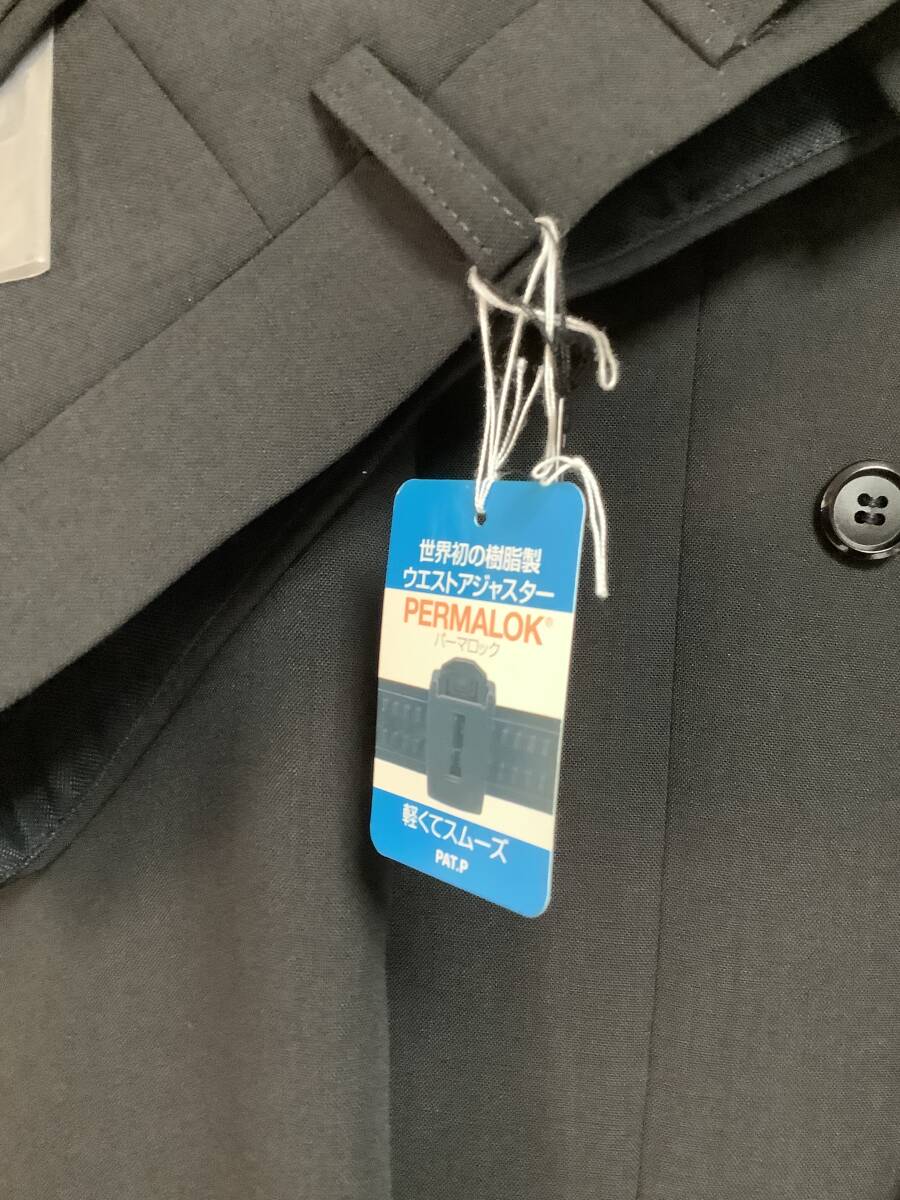 世界初の樹脂製
ウエストアジャスター
PERMALOK®
パーマロック
軽くてスムーズ
PAT.P